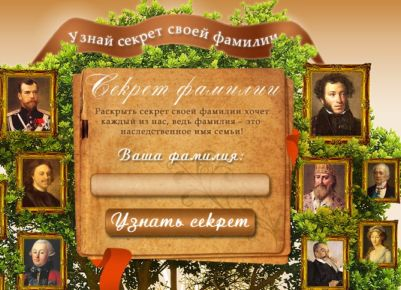 Узнай секрет своей фамилии
Секрет фамилии
Раскрыть секрет своей фамилии хочет
каждый из нас, ведь фамилия – это
наследственное имя семьи!
Ваша фамилия:
Узнать секрет